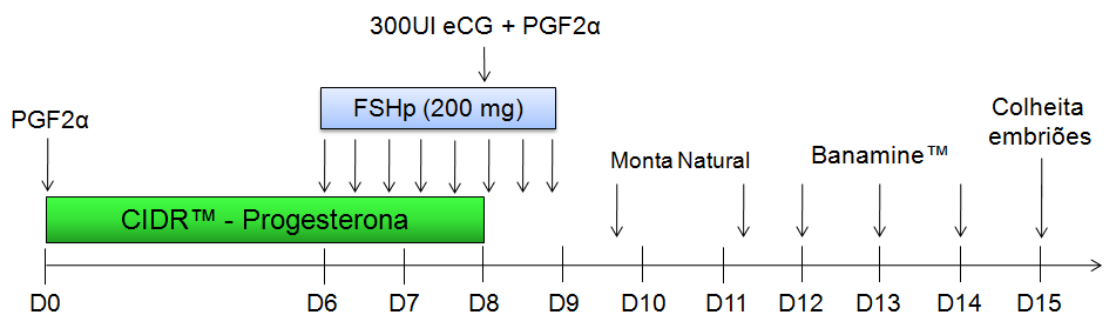 300UI eCG + PGF2α
FSHp (200 mg)
PGF2α
Colheita
embriões
Monta Natural
Banamine™
CIDR™ - Progesterona
D0 D6 D7 D8 D9 D10 D11 D12 D13 D14 D15